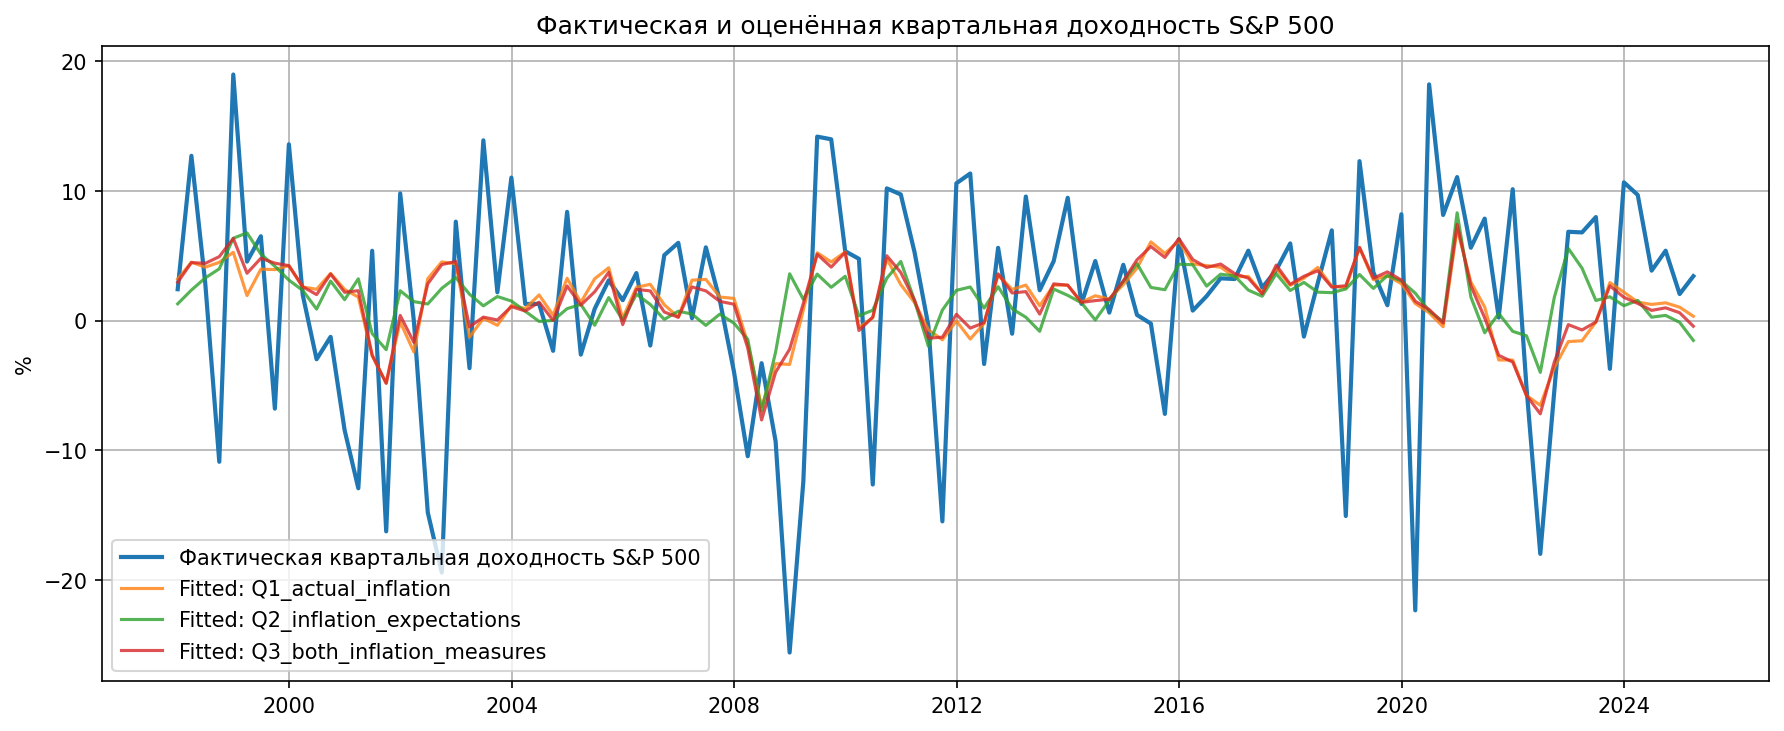 Фактическая и оценённая квартальная доходность S&P 500
20
10
0
−10
−20
%
Фактическая квартальная доходность S&P 500
Fitted: Q1_actual_inflation
Fitted: Q2_inflation_expectations
Fitted: Q3_both_inflation_measures
2000 2004 2008 2012 2016 2020 2024